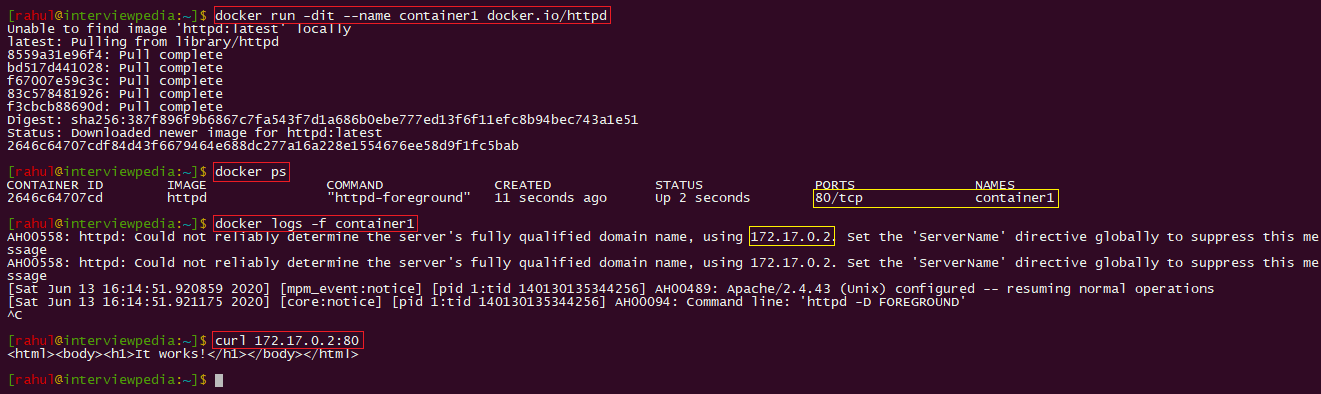 [rahul@interviewpedia:~]$ docker run -dit --name container1 docker.io/httpd
Unable to find image 'httpd:latest' locally
latest: Pulling from library/httpd
8559a31e96f4: Pull complete
bd517d441028: Pull complete
f67007e59c3c: Pull complete
83c578481926: Pull complete
f3cbcb88690d: Pull complete
Digest: sha256:387f896f9b6867c7fa543f7d1a686b0ebe777ed13f6f11efc8b94bec743a1e51
Status: Downloaded newer image for httpd:latest
2646c64707cdf84d43f6679464e688dc277a16a228e1554676ee58d9f1fc5bab
[rahul@interviewpedia:~]$ docker ps
CONTAINER ID IMAGE COMMAND CREATED STATUS PORTS NAMES
2646c64707cd httpd "httpd-foreground" 11 seconds ago Up 2 seconds 80/tcp container1
[rahul@interviewpedia:~]$ docker logs -f container1
AH00558: httpd: Could not reliably determine the server's fully qualified domain name, using 172.17.0.2. Set the 'ServerName' directive globally to suppress this me
ssage
AH00558: httpd: Could not reliably determine the server's fully qualified domain name, using 172.17.0.2. Set the 'ServerName' directive globally to suppress this me
ssage
[Sat Jun 13 16:14:51.920859 2020] [mpm_event:notice] [pid 1:tid 140130135344256] AH00489: Apache/2.4.43 (Unix) configured -- resuming normal operations
[Sat Jun 13 16:14:51.921175 2020] [core:notice] [pid 1:tid 140130135344256] AH00094: Command line: 'httpd -D FOREGROUND'
^C
[rahul@interviewpedia:~]$ curl 172.17.0.2:80
<html><body><h1>It works!</h1></body></html>
[rahul@interviewpedia:~]$